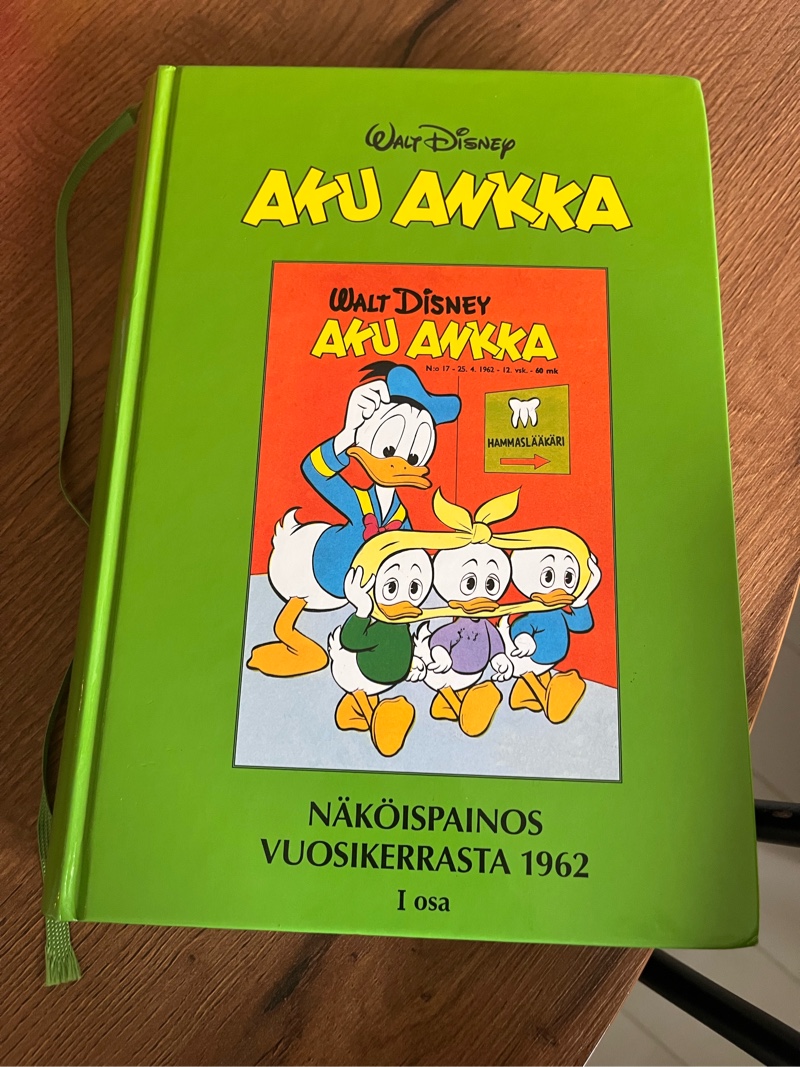 WALT DISNEY
AKU ANKKA
WALT DISNEY
AKU ANKKA
N:o 17 - 25. 4. 1962 - 12. vsk. - 60 mk
HAMMASLÄÄKÄRI
NÄKÖISPAINOS
VUOSIKERRASTA 1962
I osa